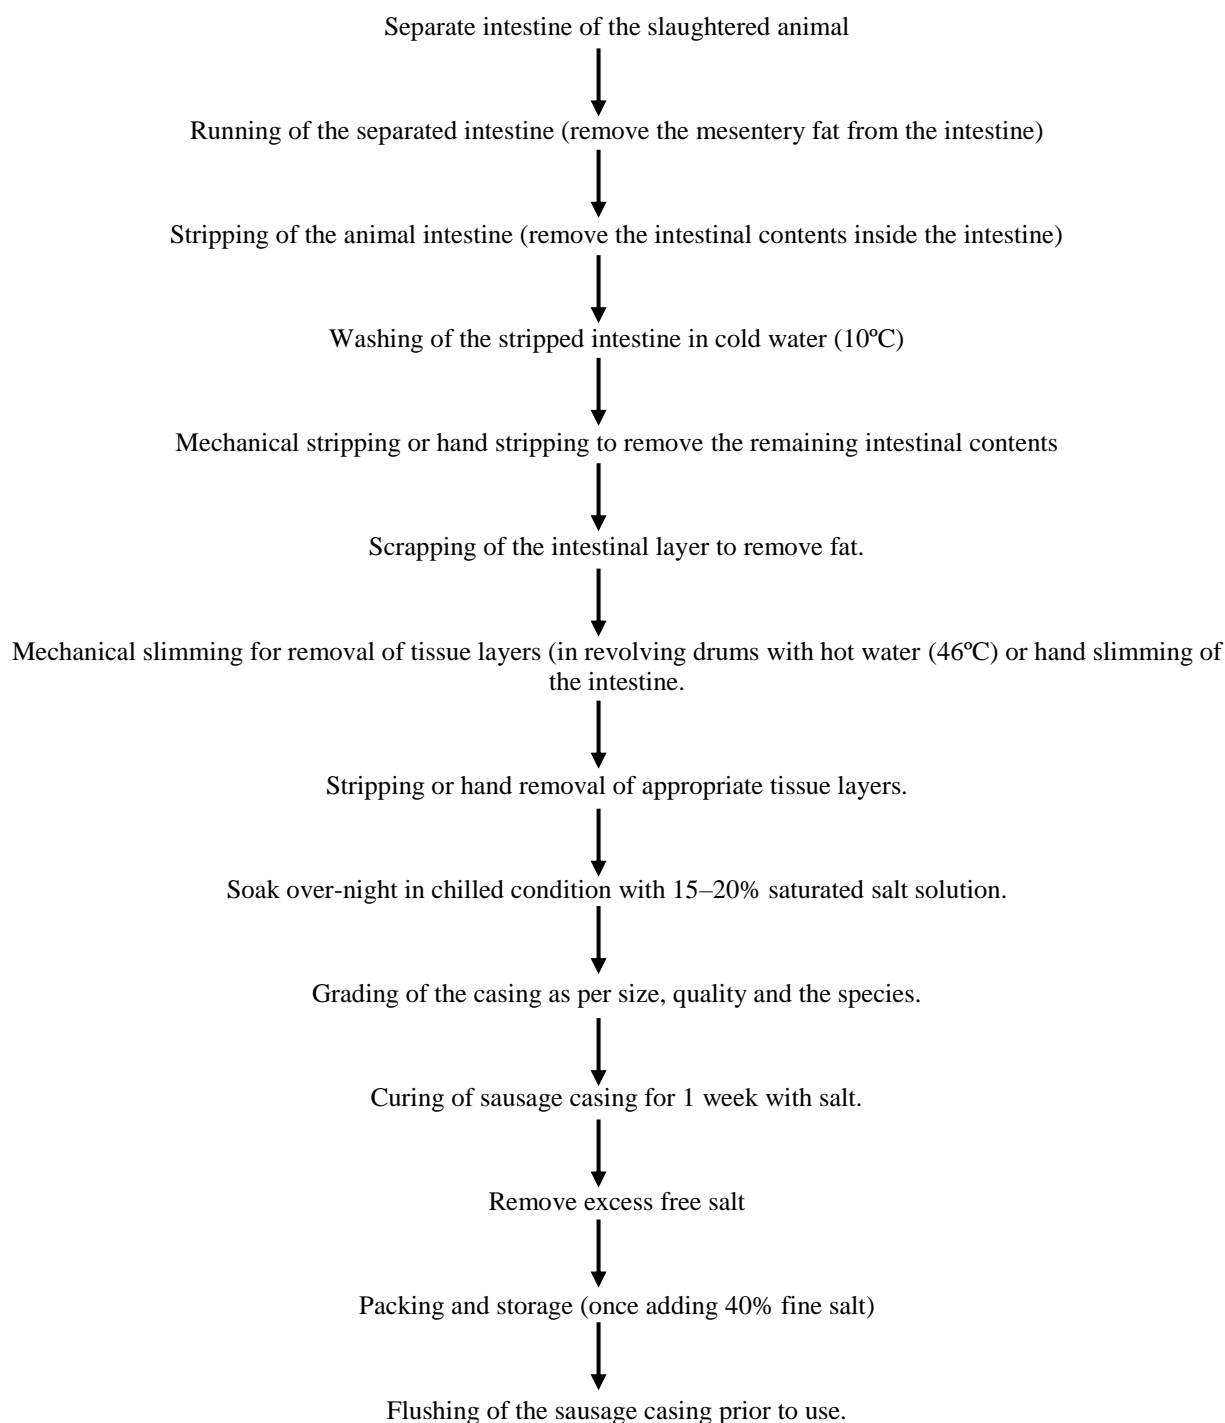 Separate intestine of the slaughtered animal
Running of the separated intestine (remove the mesentery fat from the intestine)
Stripping of the animal intestine (remove the intestinal contents inside the intestine)
Washing of the stripped intestine in cold water (10ºC)
Mechanical stripping or hand stripping to remove the remaining intestinal contents
Scrapping of the intestinal layer to remove fat.
Mechanical slimming for removal of tissue layers (in revolving drums with hot water (46ºC) or hand slimming of
the intestine.
Stripping or hand removal of appropriate tissue layers.
Soak over-night in chilled condition with 15–20% saturated salt solution.
Grading of the casing as per size, quality and the species.
Curing of sausage casing for 1 week with salt.
Remove excess free salt
Packing and storage (once adding 40% fine salt)
Flushing of the sausage casing prior to use.